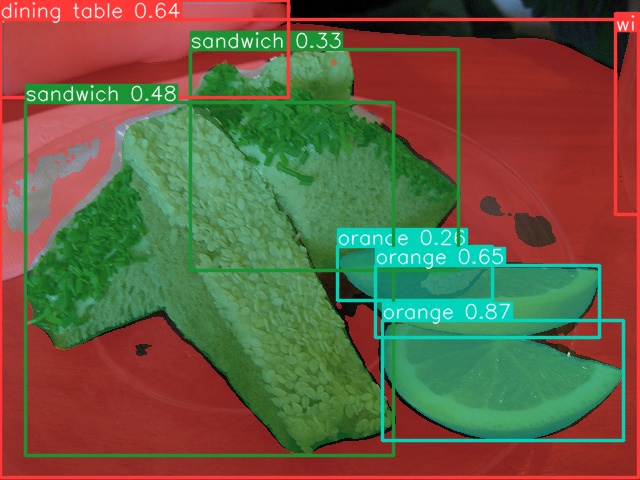 dining table 0.64
wi
sandwich 0.33
sandwich 0.48
orange 0.26
orange 0.65
orange 0.87